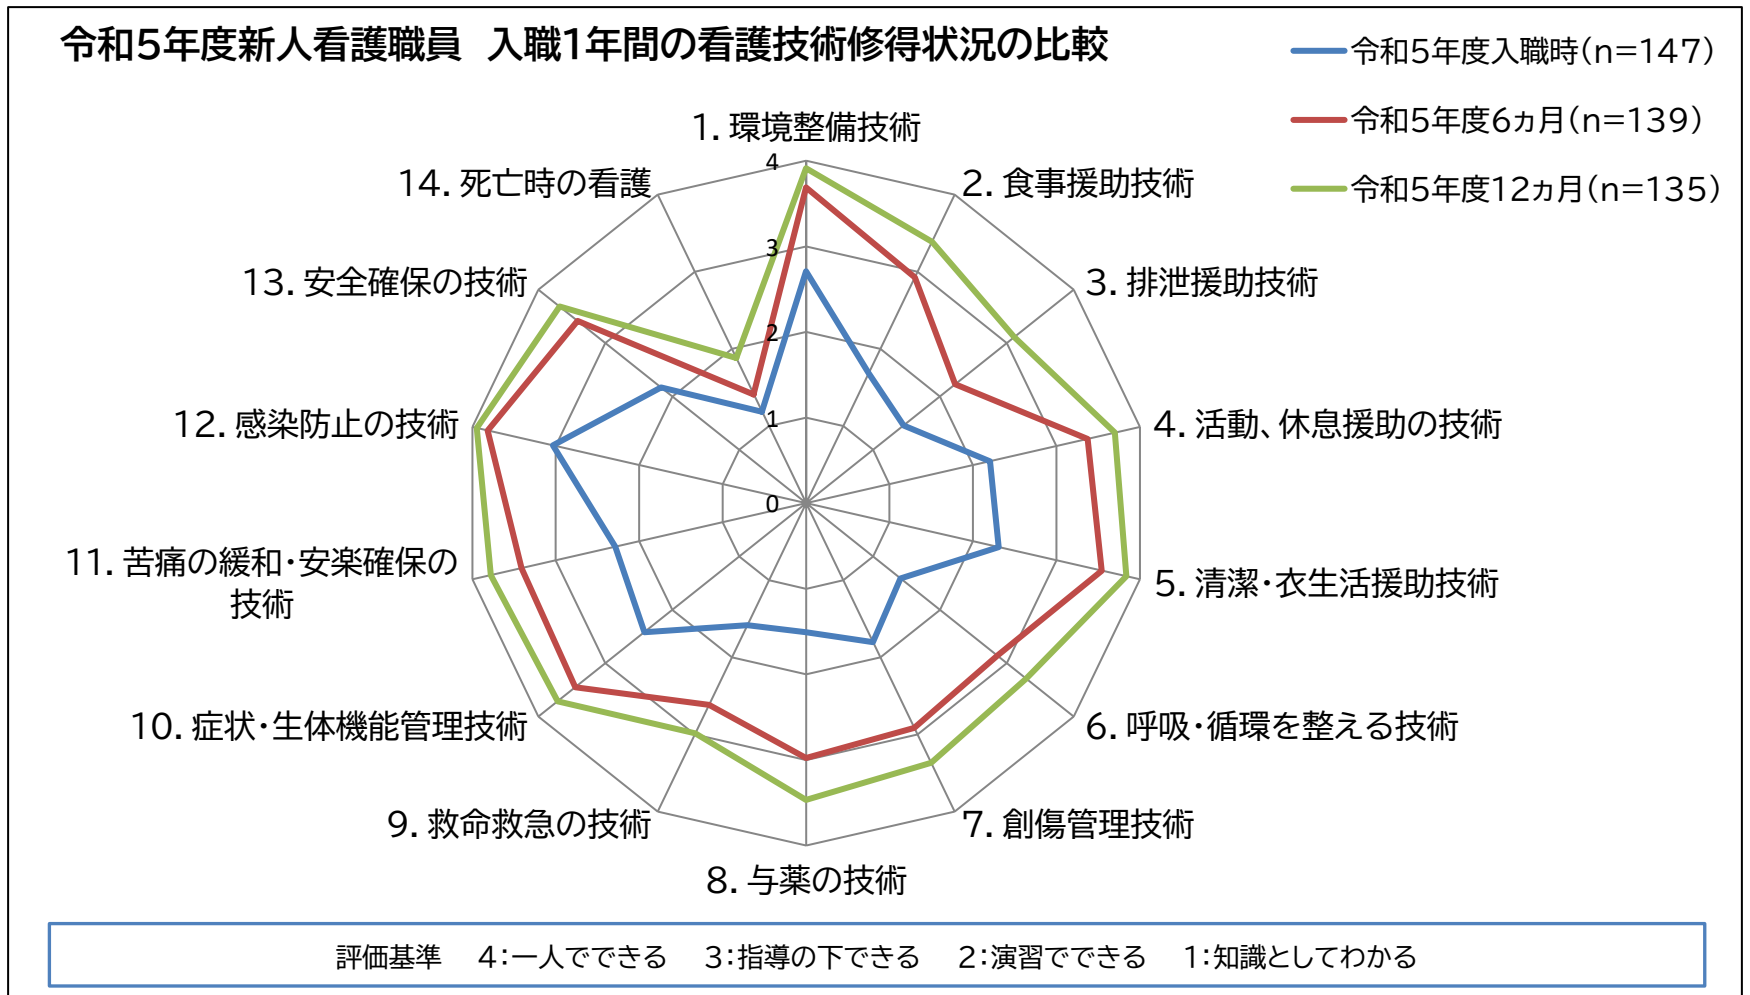 令和5年度新人看護職員　入職1年間の看護技術修得状況の比較
令和5年度入職時(n=147)
令和5年度6ヵ月(n=139)
令和5年度12ヵ月(n=135)
1. 環境整備技術
2. 食事援助技術
3. 排泄援助技術
4. 活動、休息援助の技術
5. 清潔・衣生活援助技術
6. 呼吸・循環を整える技術
7. 創傷管理技術
8. 与薬の技術
9. 救命救急の技術
10. 症状・生体機能管理技術
11. 苦痛の緩和・安楽確保の
技術
12. 感染防止の技術
13. 安全確保の技術
14. 死亡時の看護
4
3
2
1
0
評価基準　4:一人でできる　3:指導の下できる　2:演習でできる　1:知識としてわかる